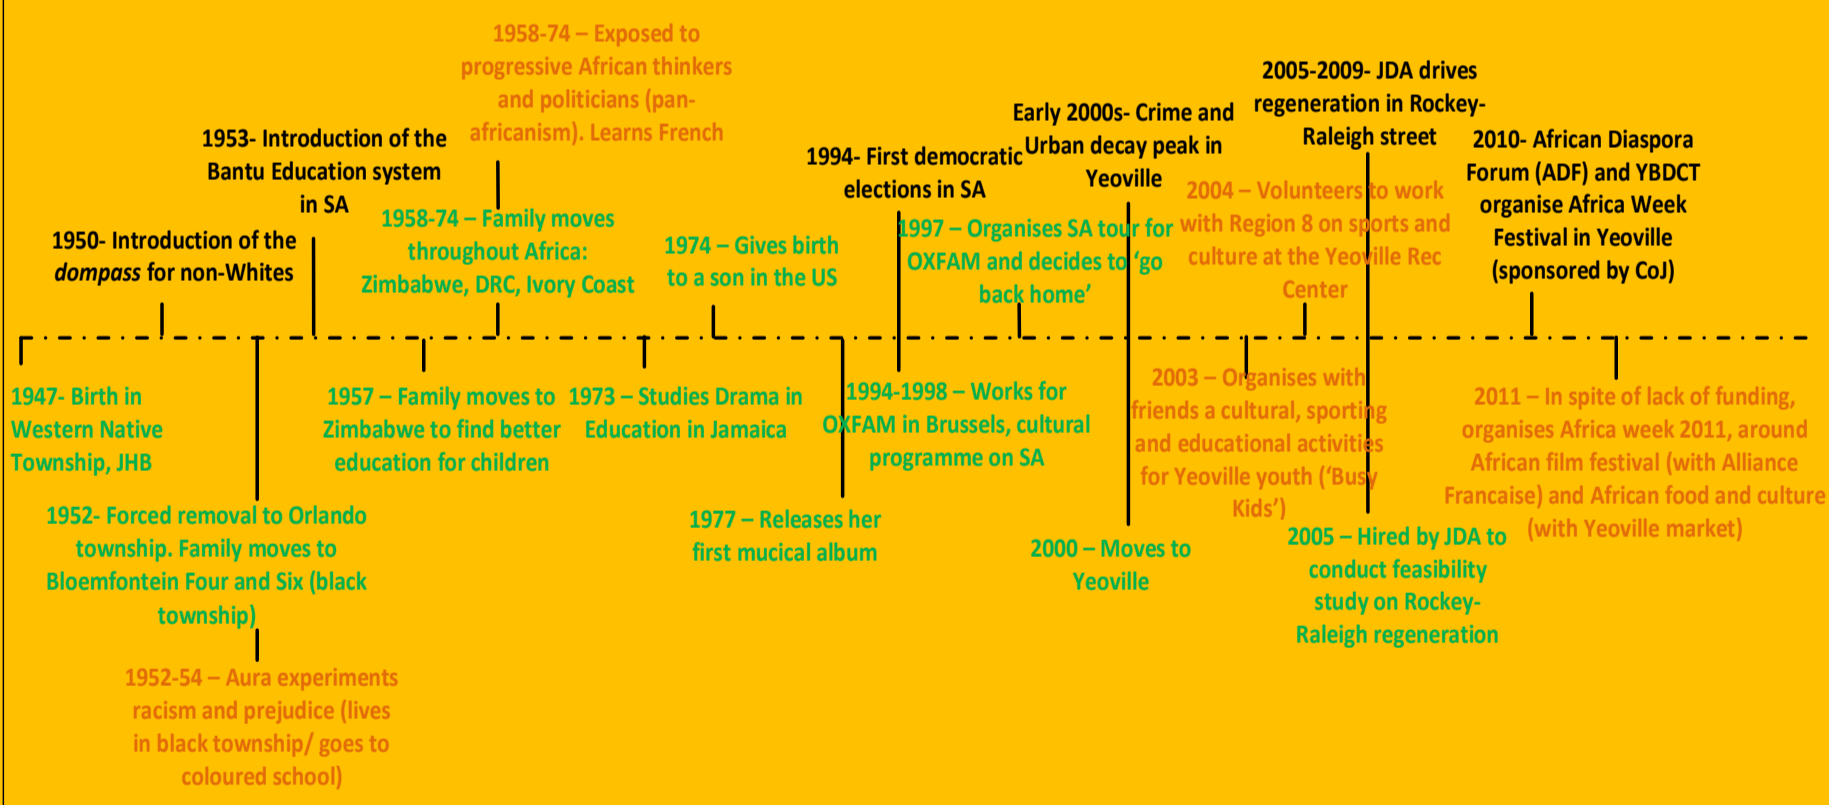 1958-74 – Exposed to
progressive African thinkers
and politicians (pan-
africanism). Learns French
1953- Introduction of the
Bantu Education system
in SA
1950- Introduction of the
dompass for non-Whites
1958-74 – Family moves
throughout Africa:
Zimbabwe, DRC, Ivory Coast
1974 – Gives birth
to a son in the US
1994- First democratic
elections in SA
1997 – Organises SA tour for
OXFAM and decides to ‘go
back home’
Early 2000s- Crime and
Urban decay peak in
Yeoville
2004 – Volunteers to work
with Region 8 on sports and
culture at the Yeoville Rec
Center
2005-2009- JDA drives
regeneration in Rockey-
Raleigh street
2010- African Diaspora
Forum (ADF) and YBDCT
organise Africa Week
Festival in Yeoville
(sponsored by CoJ)
1947- Birth in
Western Native
Township, JHB
1952- Forced removal to Orlando
township. Family moves to
Bloemfontein Four and Six (black
township)
1952-54 – Aura experiments
racism and prejudice (lives
in black township/ goes to
coloured school)
1957 – Family moves to
Zimbabwe to find better
education for children
1973 – Studies Drama in
Education in Jamaica
1977 – Releases her
first mucical album
1994-1998 – Works for
OXFAM in Brussels, cultural
programme on SA
2000 – Moves to
Yeoville
2003 – Organises with
friends a cultural, sporting
and educational activities
for Yeoville youth (‘Busy
Kids’)
2005 – Hired by JDA to
conduct feasibility
study on Rockey-
Raleigh regeneration
2011 – In spite of lack of funding,
organises Africa week 2011, around
African film festival (with Alliance
Francaise) and African food and culture
(with Yeoville market)